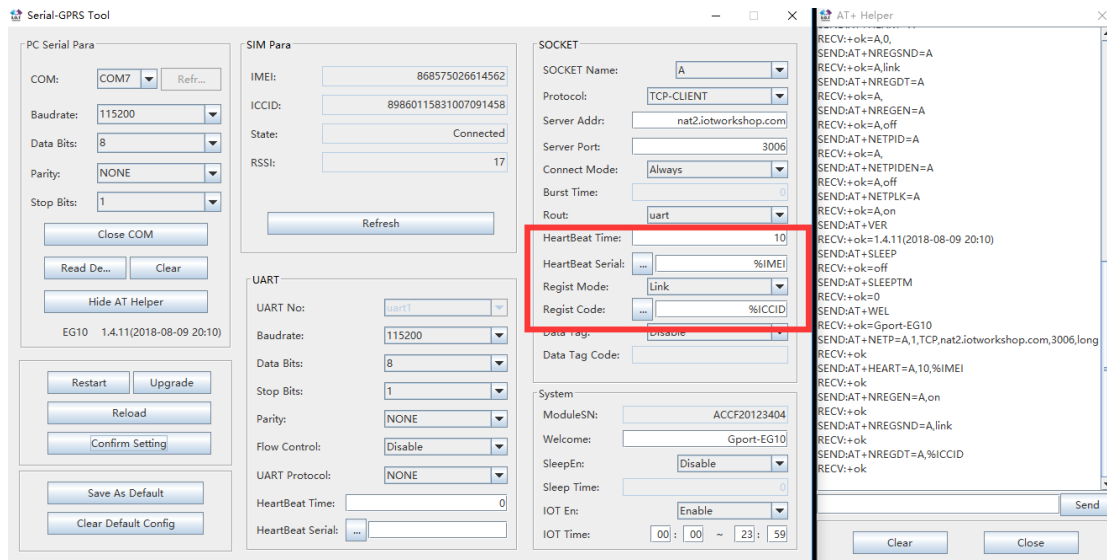 Serial-GPRS Tool
PC Serial Para
COM: COM7 Refr...
Baudrate: 115200
Data Bits: 8
Parity: NONE
Stop Bits: 1
Close COM
Read De... Clear
Hide AT Helper
EG10 1.4.11(2018-08-09 20:10)
Restart Upgrade
Reload
Confirm Setting
Save As Default
Clear Default Config
SIM Para
IMEI: 868575026614562
ICCID: 89860115831007091458
State: Connected
RSSI: 17
Refresh
UART
UART No: uart1
Baudrate: 115200
Data Bits: 8
Stop Bits: 1
Parity: NONE
Flow Control: Disable
UART Protocol: NONE
HeartBeat Time: 0
HeartBeat Serial: ...
SOCKET
SOCKET Name: A
Protocol: TCP-CLIENT
Server Addr: nat2.iotworkshop.com
Server Port: 3006
Connect Mode: Always
Burst Time: 0
Rout: uart
HeartBeat Time: 10
HeartBeat Serial: ... %IMEI
Regist Mode: Link
Regist Code: ... %ICCID
Data Tag: Disable
Data Tag Code:
System
ModuleSN: ACCF20123404
Welcome: Gport-EG10
SleepEn: Disable
Sleep Time: 0
IOT En: Enable
IOT Time: 00 : 00 ~ 23 : 59
AT+ Helper
RECV:+ok=A,0,
SEND:AT+NREGSND=A
RECV:+ok=A,link
SEND:AT+NREGDT=A
RECV:+ok=A,
SEND:AT+NREGEN=A
RECV:+ok=A,off
SEND:AT+NETPID=A
RECV:+ok=A,
SEND:AT+NETPIDEN=A
RECV:+ok=A,off
SEND:AT+NETPLK=A
RECV:+ok=A,on
SEND:AT+VER
RECV:+ok=1.4.11(2018-08-09 20:10)
SEND:AT+SLEEP
RECV:+ok=off
SEND:AT+SLEEPTM
RECV:+ok=0
SEND:AT+WEL
RECV:+ok=Gport-EG10
SEND:AT+NETP=A,1,TCP,nat2.iotworkshop.com,3006,long
RECV:+ok
SEND:AT+HEART=A,10,%IMEI
RECV:+ok
SEND:AT+NREGEN=A,on
RECV:+ok
SEND:AT+NREGSND=A,link
RECV:+ok
SEND:AT+NREGDT=A,%ICCID
RECV:+ok
Send
Clear Close